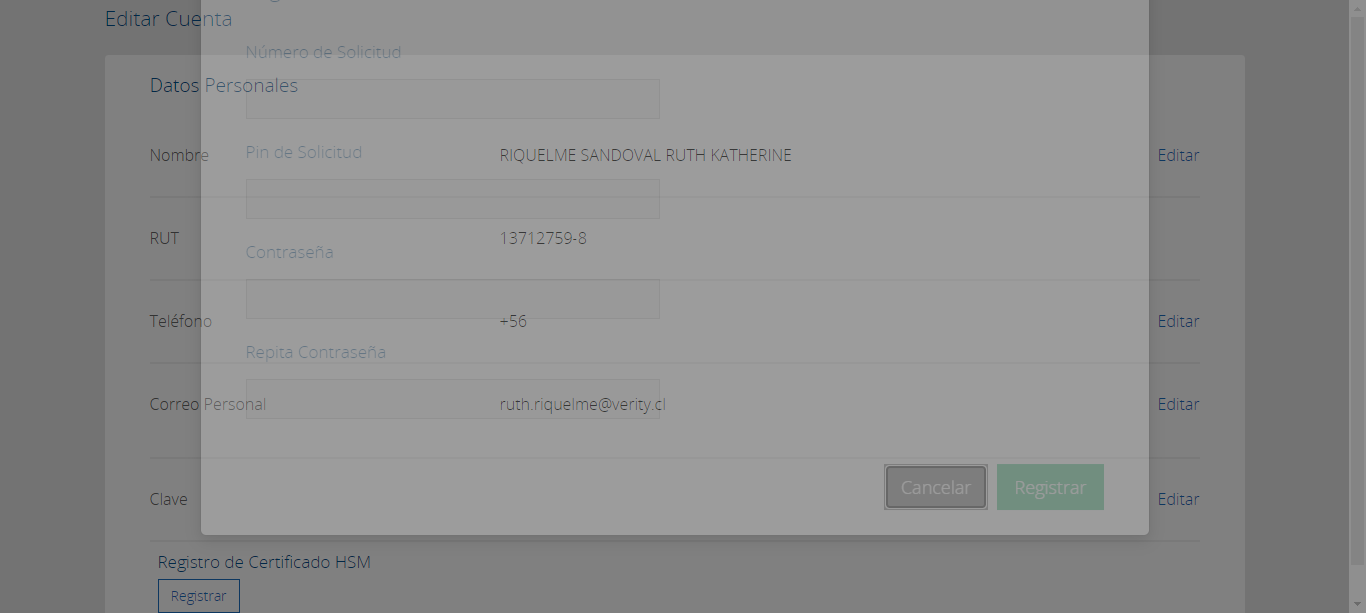 Editar Cuenta
Número de Solicitud
Datos Personales
Nombre
Pin de Solicitud
RIQUELME SANDOVAL RUTH KATHERINE
Editar
RUT
13712759-8
Contraseña
Teléfono
+56
Editar
Repita Contraseña
Correo Personal
ruth.riquelme@verity.cl
Editar
Cancelar
Registrar
Clave
Editar
Registro de Certificado HSM
Registrar